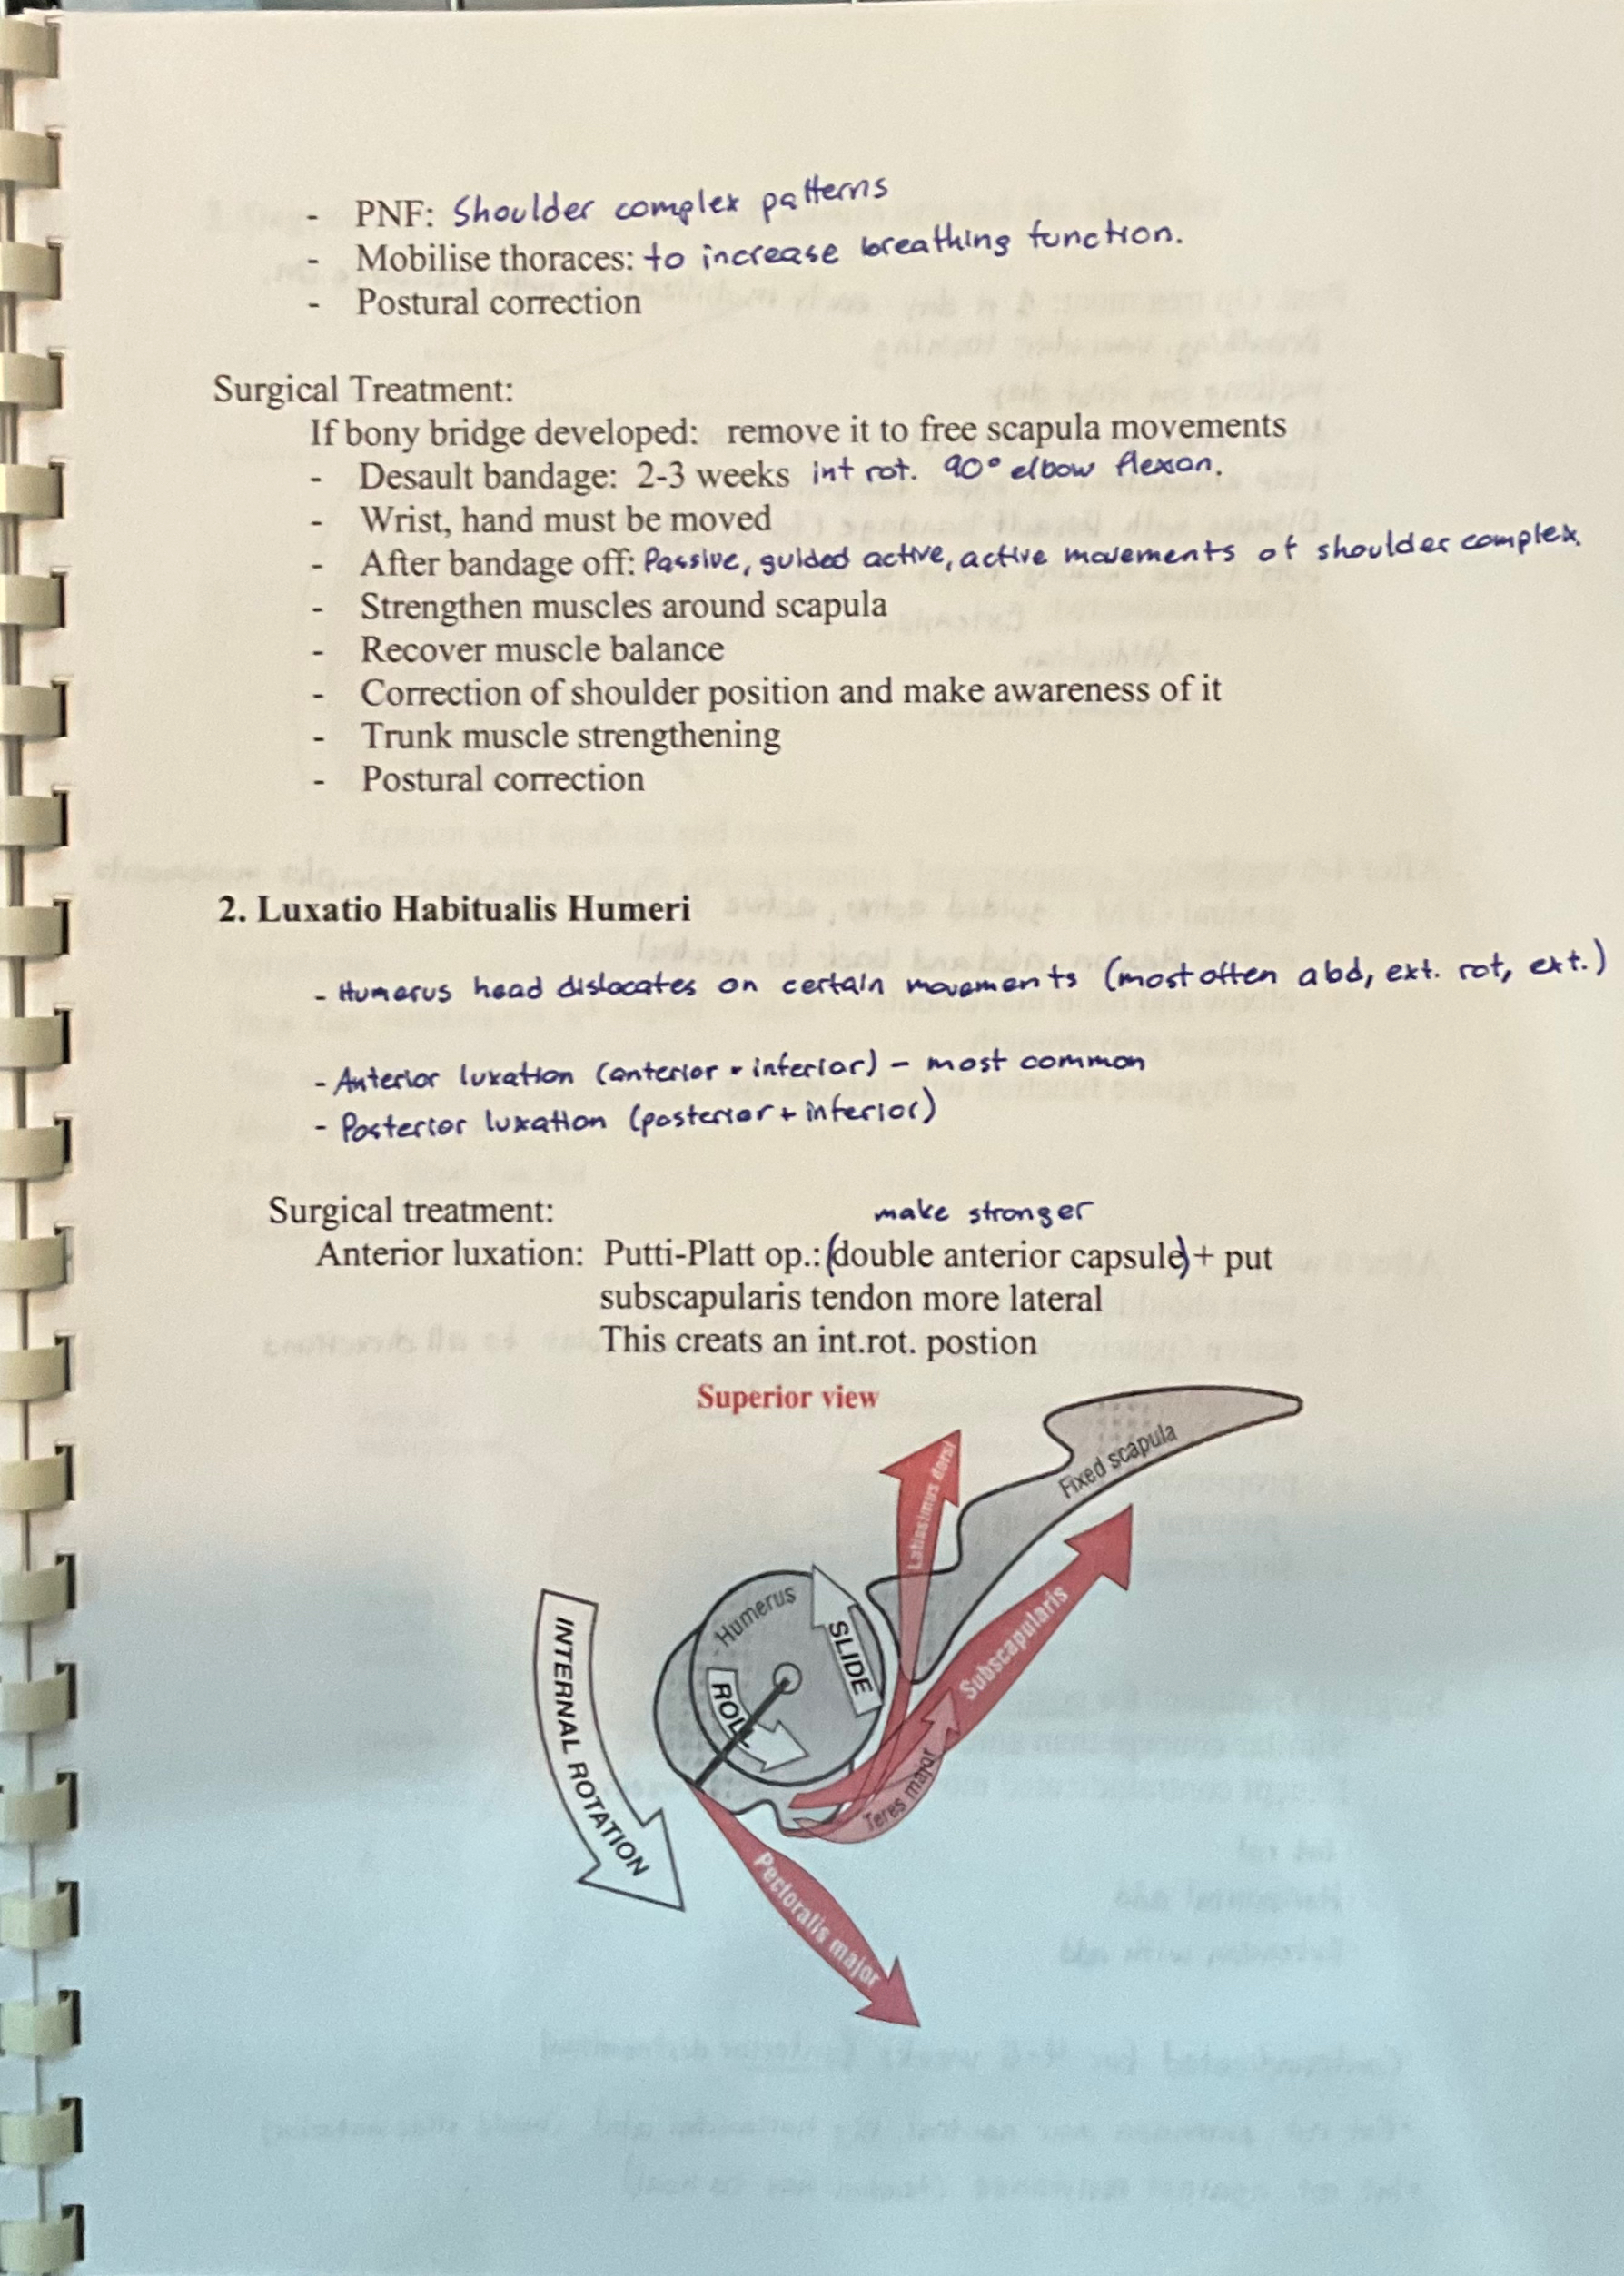 - PNF: Shoulder complex patterns
- Mobilise thoraces: to increase breathing function.
- Postural correction
Surgical Treatment:
If bony bridge developed: remove it to free scapula movements
- Desault bandage: 2-3 weeks int rot. 90° elbow flexon.
- Wrist, hand must be moved
- After bandage off: Passive, guided active, active movements of shoulder complex.
- Strengthen muscles around scapula
- Recover muscle balance
- Correction of shoulder position and make awareness of it
- Trunk muscle strengthening
- Postural correction
2. Luxatio Habitualis Humeri
- Humerus head dislocates on certain movements (most often abd, ext. rot, ext.)
- Anterior luxation (anterior + inferior) - most common
- Posterior luxation (posterior + inferior)
Surgical treatment:
make stronger
Anterior luxation: Putti-Platt op.: (double anterior capsule) + put
subscapularis tendon more lateral
This creats an int.rot. postion
Superior view
Fixed scapula
Latissimus dorsi
Humerus
SLIDE
Subscapularis
ROLL
INTERNAL ROTATION
Teres major
Pectoralis major